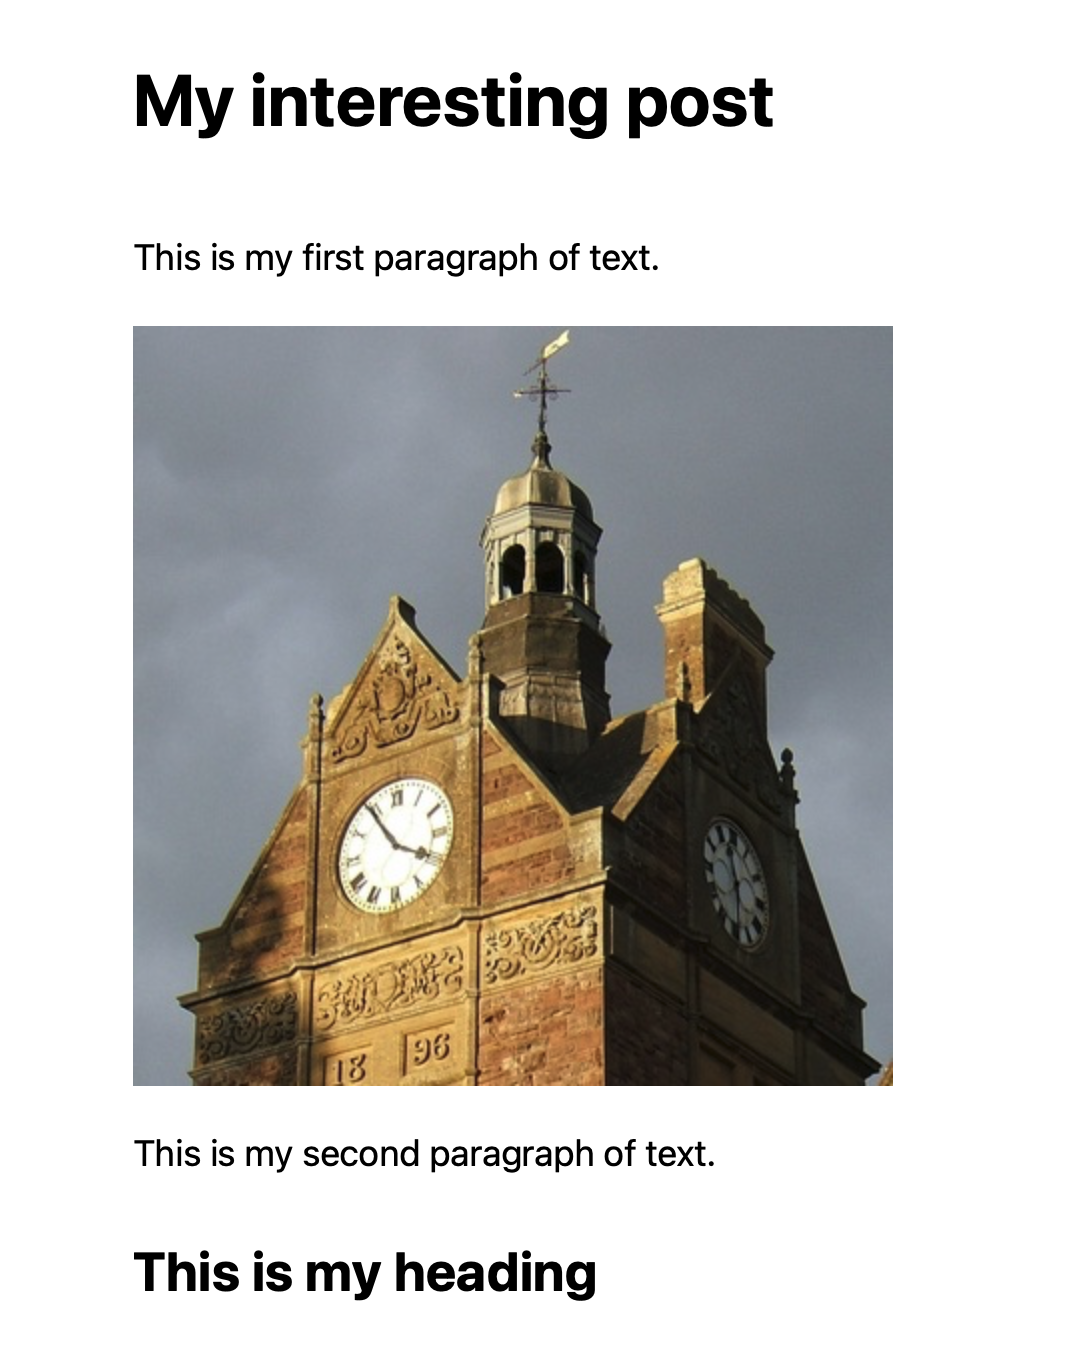 My interesting post
This is my first paragraph of text.
18 96
This is my second paragraph of text.
This is my heading